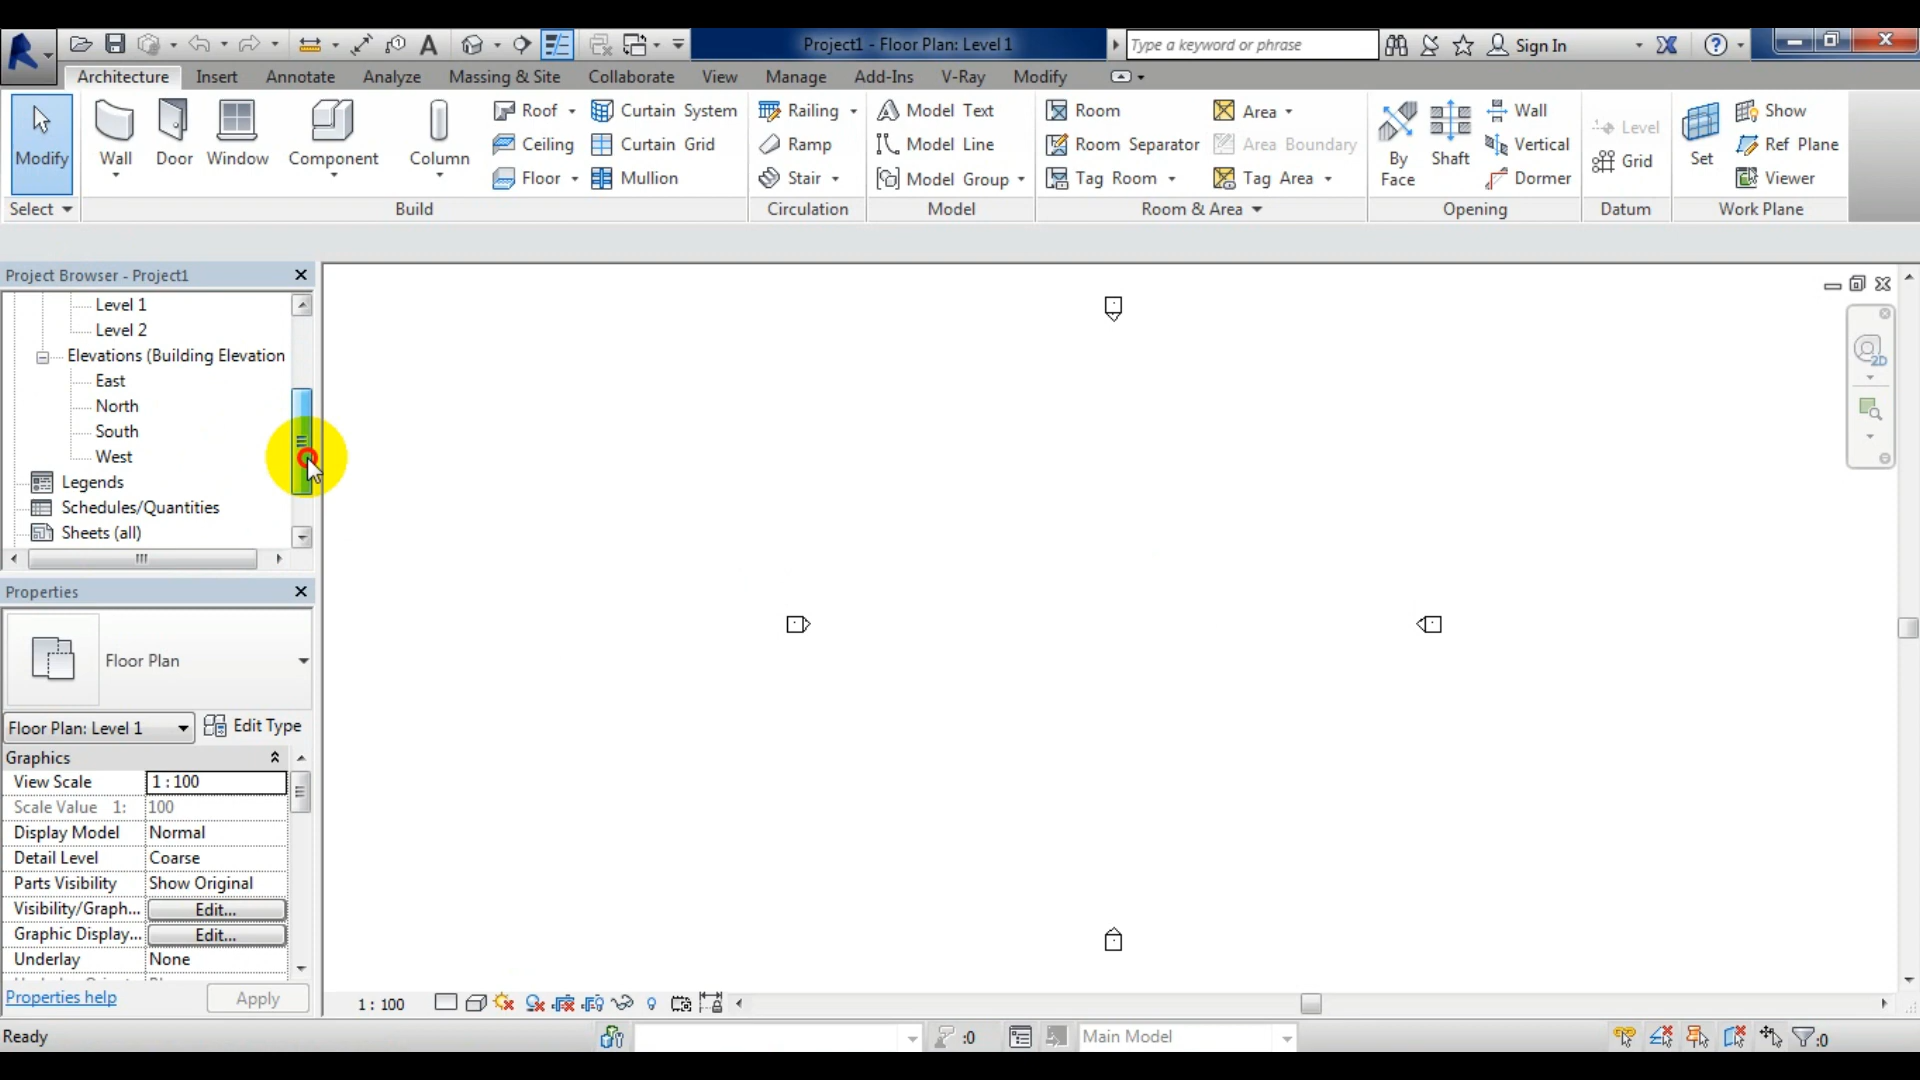 Project1 - Floor Plan: Level 1
Type a keyword or phrase
Sign In
Architecture Insert Annotate Analyze Massing & Site Collaborate View Manage Add-Ins V-Ray Modify
Modify
Wall
Door
Window
Component
Column
Roof
Ceiling
Floor
Curtain System
Curtain Grid
Mullion
Railing
Ramp
Stair
Model Text
Model Line
Model Group
Room
Room Separator
Tag Room
Area
Area Boundary
Tag Area
By Face
Shaft
Wall
Vertical
Dormer
Level
Grid
Set
Show
Ref Plane
Viewer
Select
Build
Circulation
Model
Room & Area
Opening
Datum
Work Plane
Project Browser - Project1
Level 1
Level 2
Elevations (Building Elevation
East
North
South
West
Legends
Schedules/Quantities
Sheets (all)
2D
Properties
Floor Plan
Floor Plan: Level 1
Edit Type
Graphics
View Scale 1 : 100
Scale Value 1: 100
Display Model Normal
Detail Level Coarse
Parts Visibility Show Original
Visibility/Graph... Edit...
Graphic Display... Edit...
Underlay None
Properties help
Apply
1 : 100
Ready
:0
Main Model
:0